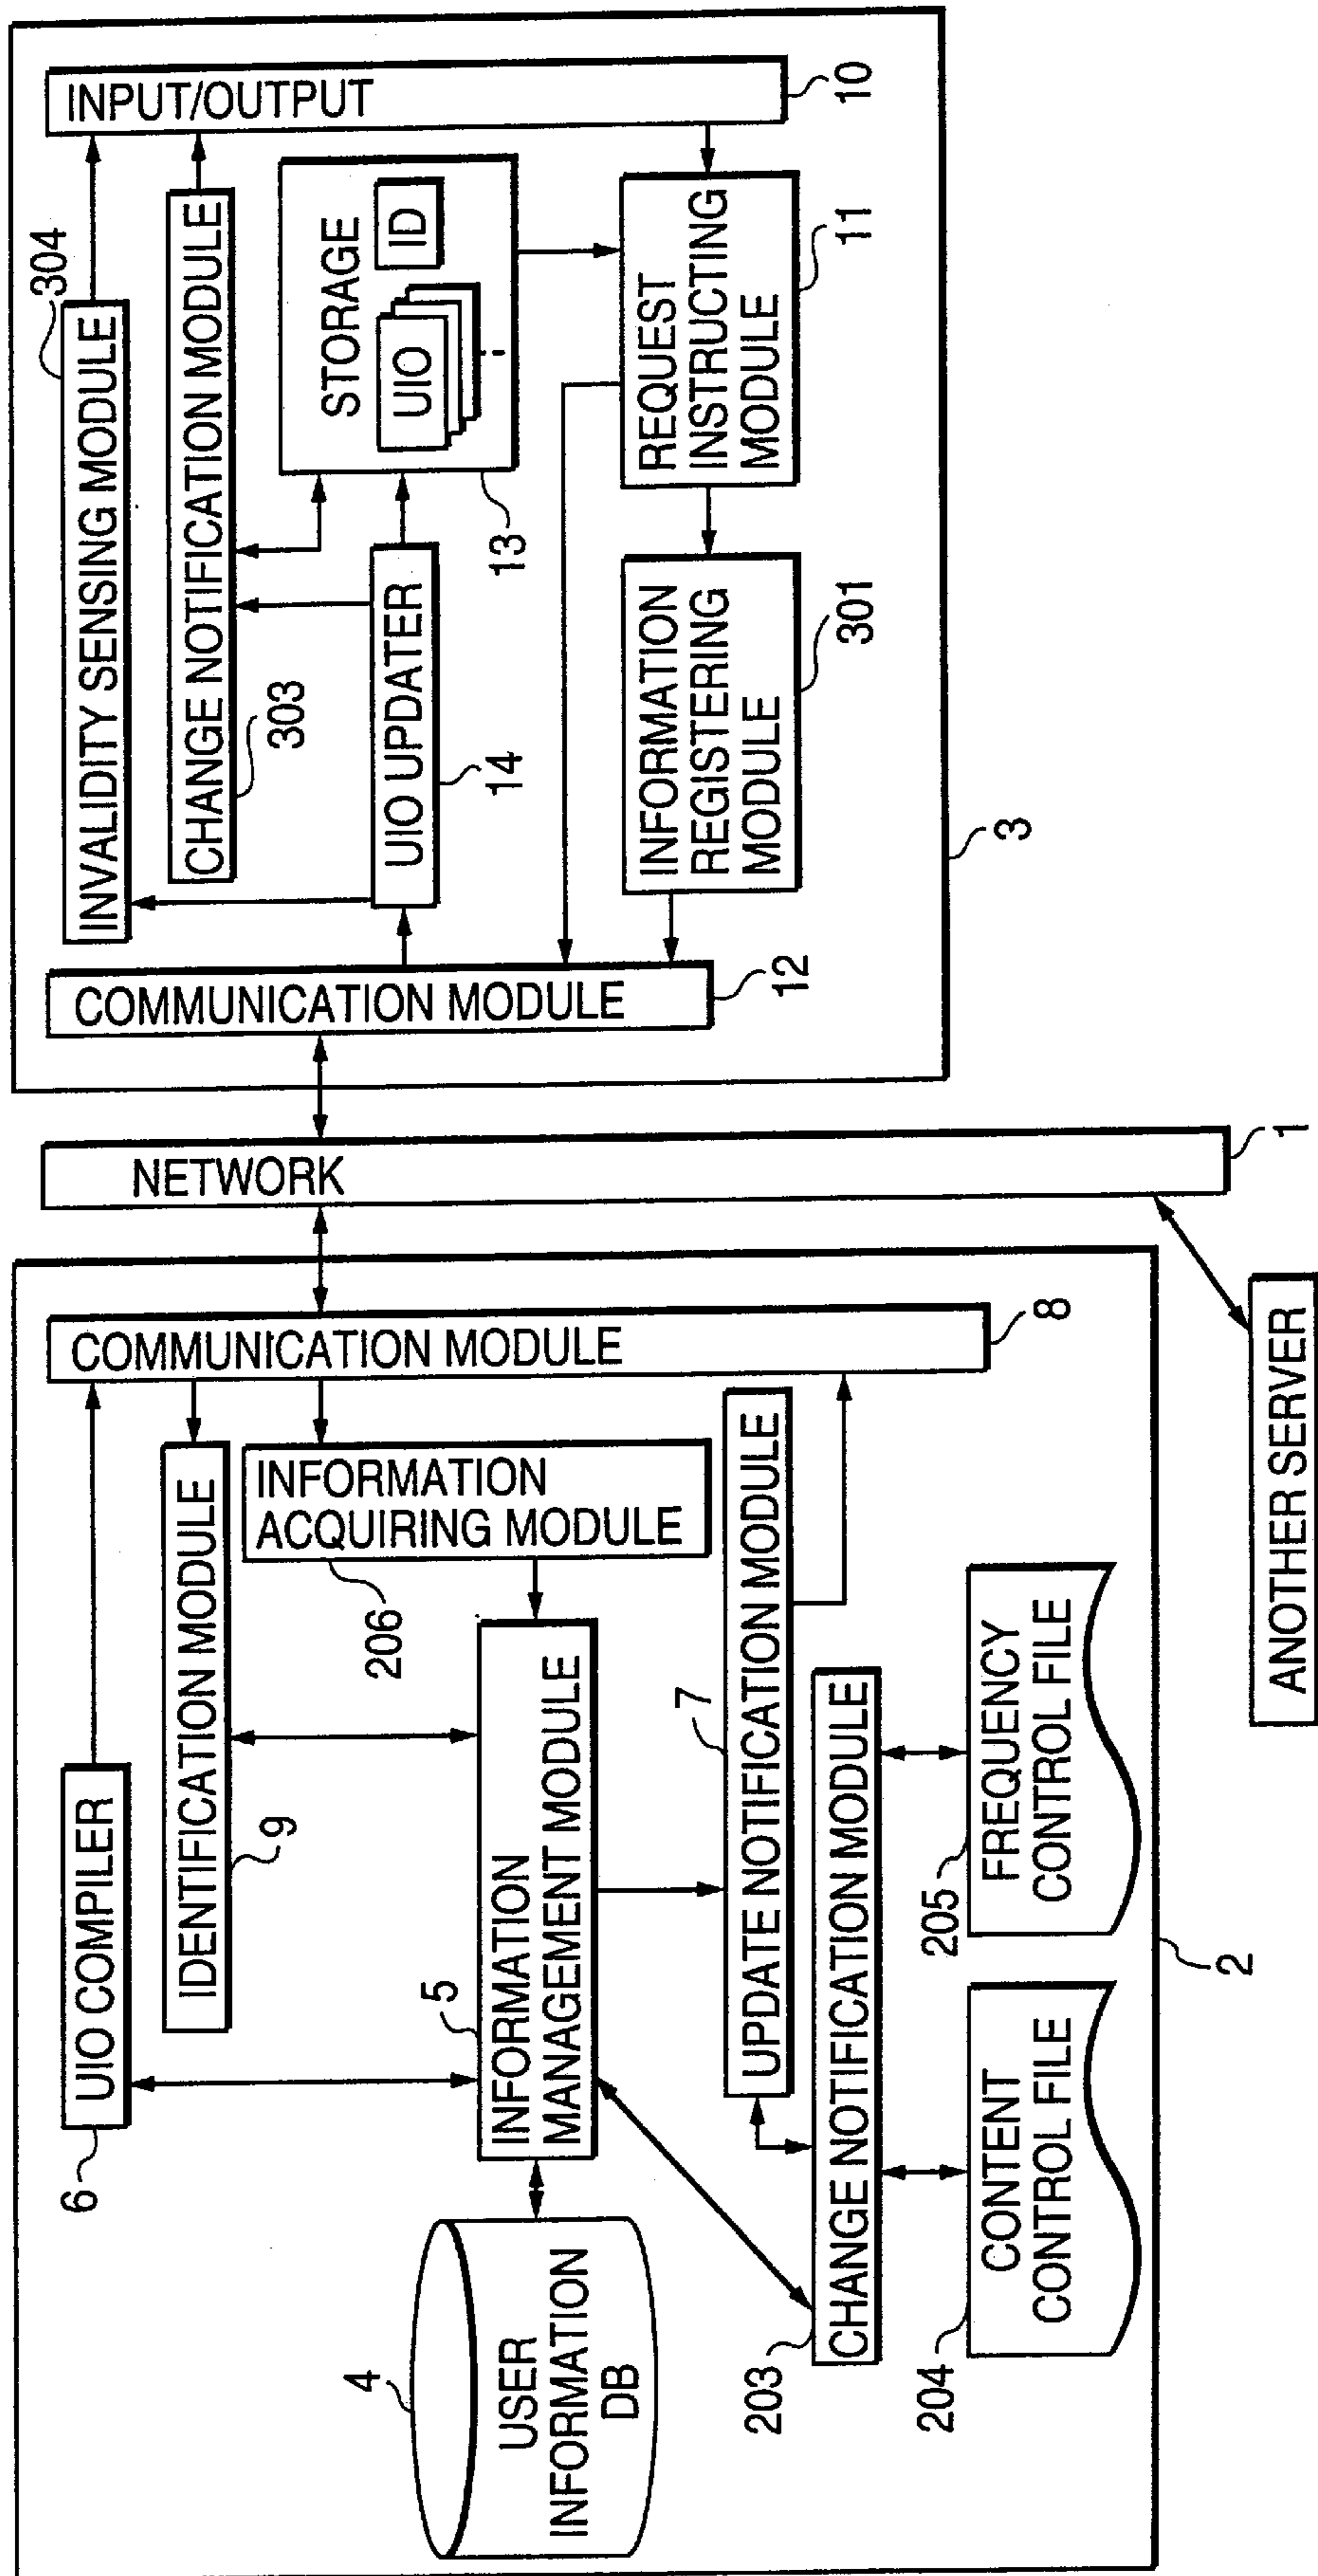 UIO COMPILER
6
IDENTIFICATION MODULE
9
COMMUNICATION MODULE
8
INFORMATION
ACQUIRING MODULE
206
4
USER
INFORMATION
DB
5
INFORMATION
MANAGEMENT MODULE
7
UPDATE NOTIFICATION MODULE
203
CHANGE NOTIFICATION MODULE
204
CONTENT
CONTROL FILE
205
FREQUENCY
CONTROL FILE
2
NETWORK
1
ANOTHER SERVER
COMMUNICATION MODULE
12
INVALIDITY SENSING MODULE
304
CHANGE NOTIFICATION MODULE
303
UIO UPDATER
14
STORAGE
UIO
ID
13
INPUT/OUTPUT
10
REQUEST
INSTRUCTING
MODULE
11
INFORMATION
REGISTERING
MODULE
301
3